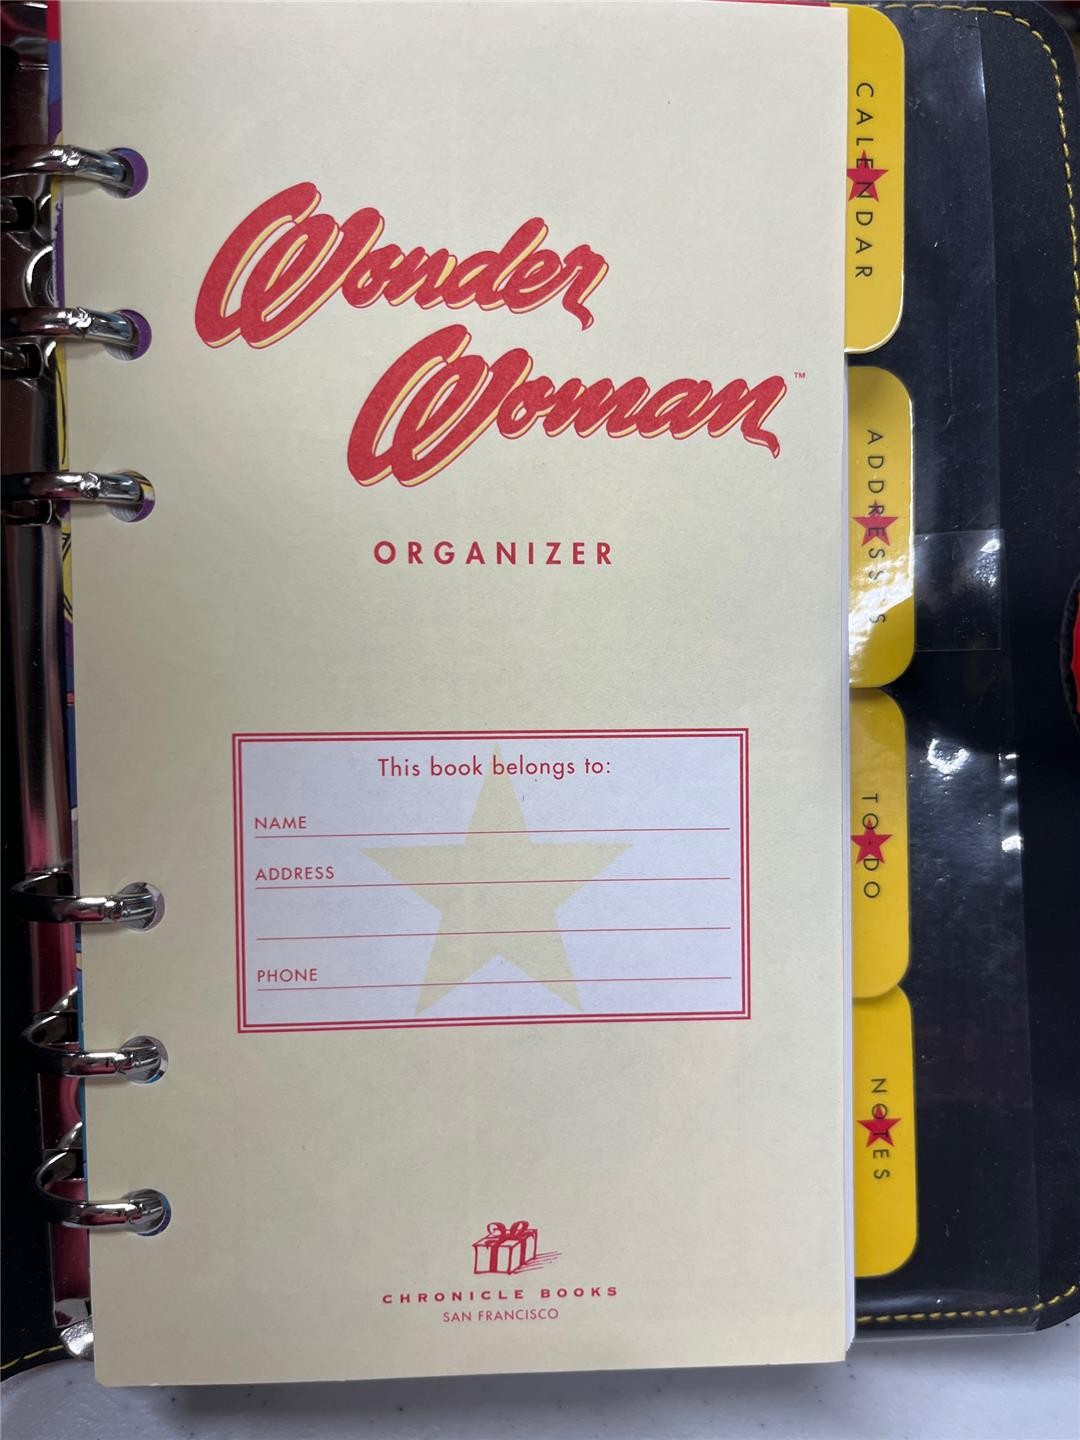 Wonder
Woman™
ORGANIZER
This book belongs to:
NAME
ADDRESS
PHONE
CHRONICLE BOOKS
SAN FRANCISCO
CALENDAR
ADDRESSES
TO-DO
NOTES